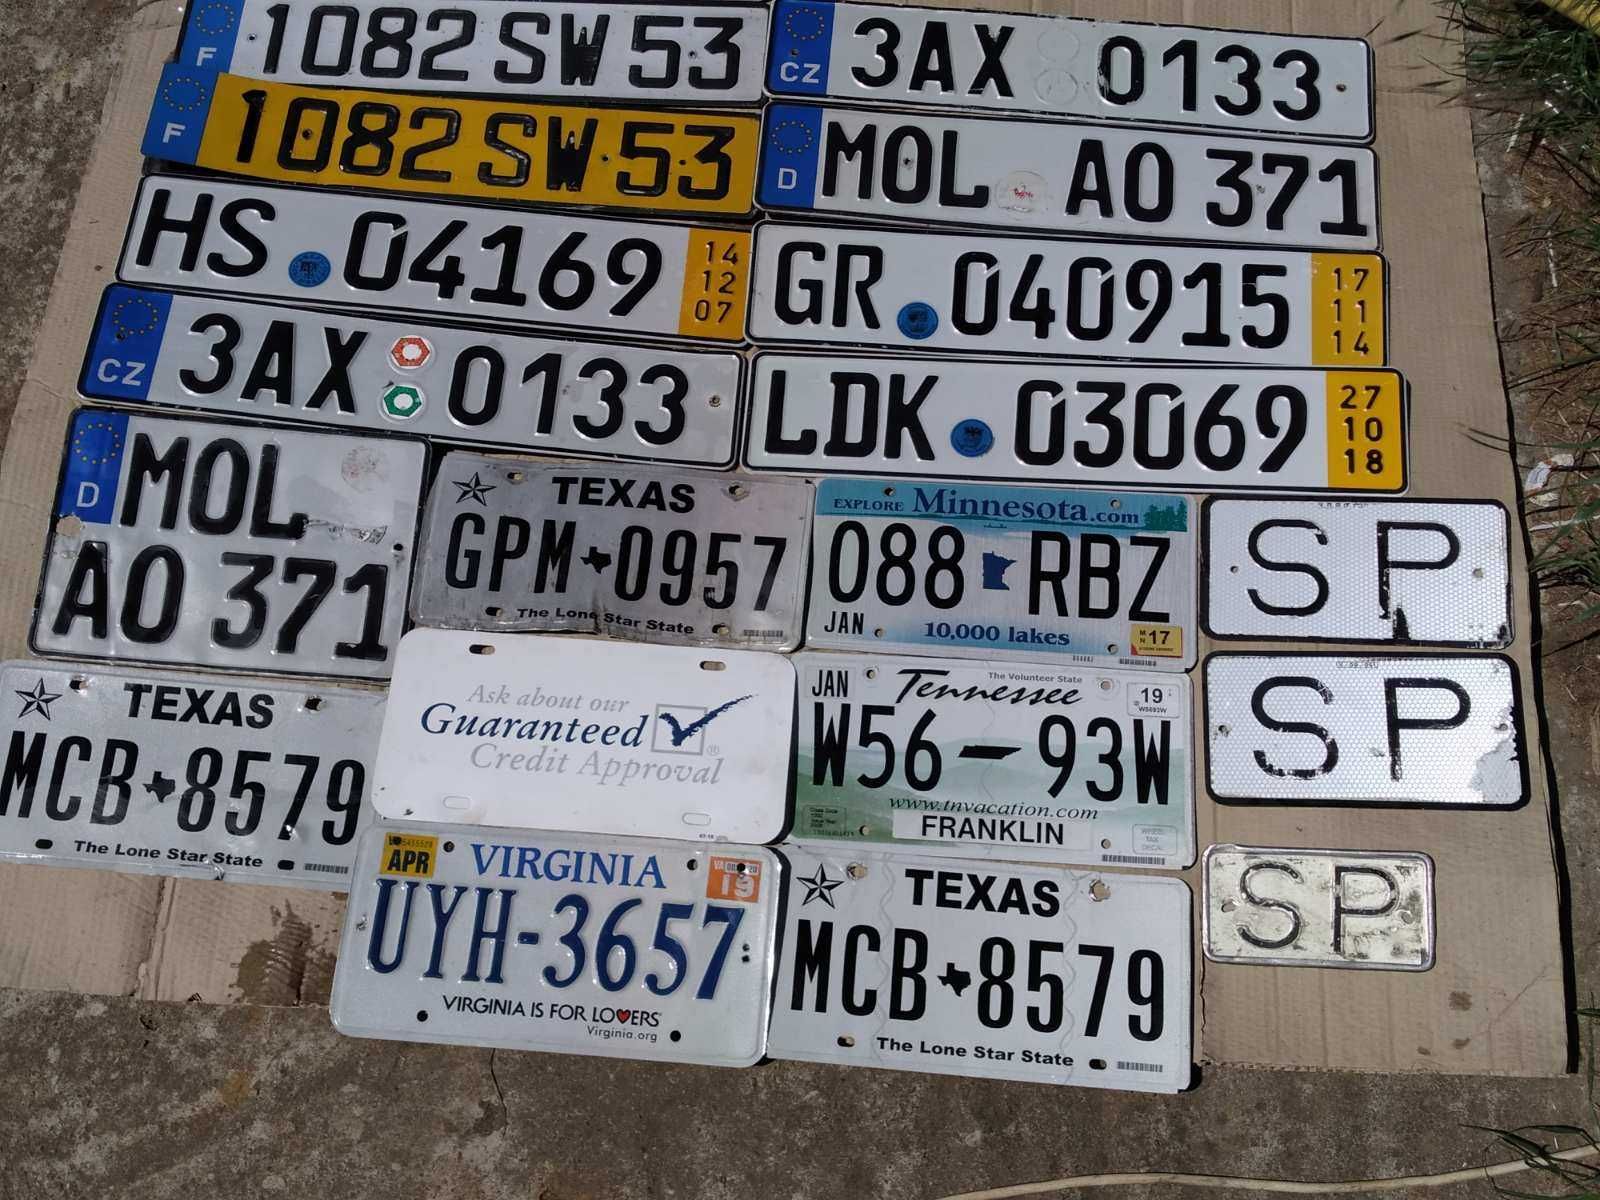 F 1082 SW 53
CZ 3AX 0133
F 1082 SW 53
D MOL AO 371
HS 04169 14 12 07
GR 040915 17 11 14
CZ 3AX 0133
LDK 03069 27 10 18
D MOL
AO 371
TEXAS
GPM 0957
The Lone Star State
EXPLORE Minnesota.com
088 RBZ
JAN 10,000 lakes MN 17
SP
TEXAS
MCB 8579
The Lone Star State
Ask about our
Guaranteed
Credit Approval
The Volunteer State
JAN Tennessee 19
W56 93W
www.tnvacation.com
FRANKLIN
SP
APR VIRGINIA VA 19
UYH-3657
VIRGINIA IS FOR LOVERS
Virginia.org
TEXAS
MCB 8579
The Lone Star State
SP